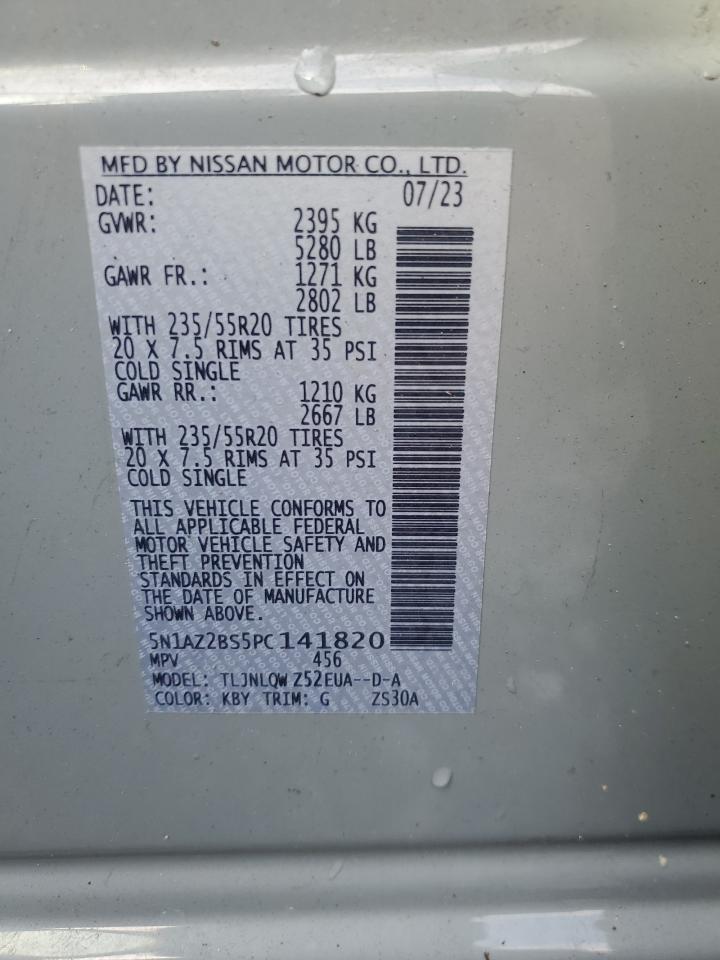 MFD BY NISSAN MOTOR CO., LTD.
DATE: 07/23
GVWR: 2395 KG
5280 LB
GAWR FR.: 1271 KG
2802 LB
WITH 235/55R20 TIRES
20 X 7.5 RIMS AT 35 PSI
COLD SINGLE
GAWR RR.: 1210 KG
2667 LB
WITH 235/55R20 TIRES
20 X 7.5 RIMS AT 35 PSI
COLD SINGLE
THIS VEHICLE CONFORMS TO
ALL APPLICABLE FEDERAL
MOTOR VEHICLE SAFETY AND
THEFT PREVENTION
STANDARDS IN EFFECT ON
THE DATE OF MANUFACTURE
SHOWN ABOVE.
5N1AZ2BS5PC141820
MPV 456
MODEL: TLJNLQW Z52EUA--D-A
COLOR: KBY TRIM: G ZS30A